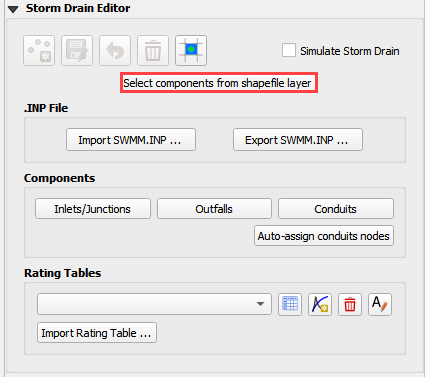 Storm Drain Editor
Simulate Storm Drain
Select components from shapefile layer
.INP File
Import SWMM.INP ...
Export SWMM.INP ...
Components
Inlets/Junctions
Outfalls
Conduits
Auto-assign conduits nodes
Rating Tables
A
Import Rating Table ...